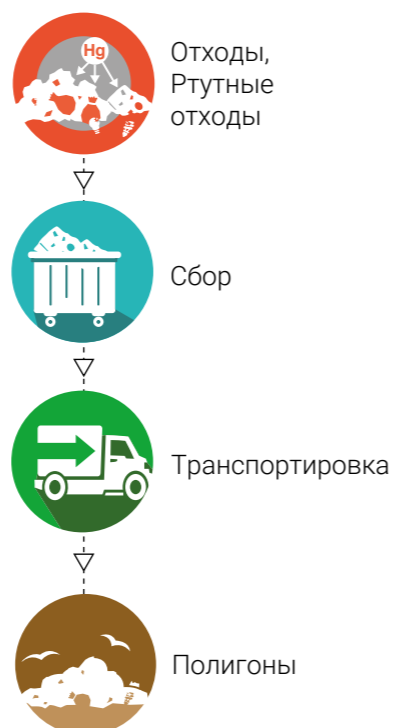 Hg
Отходы,
Ртутные
отходы
Сбор
Транспортировка
Полигоны